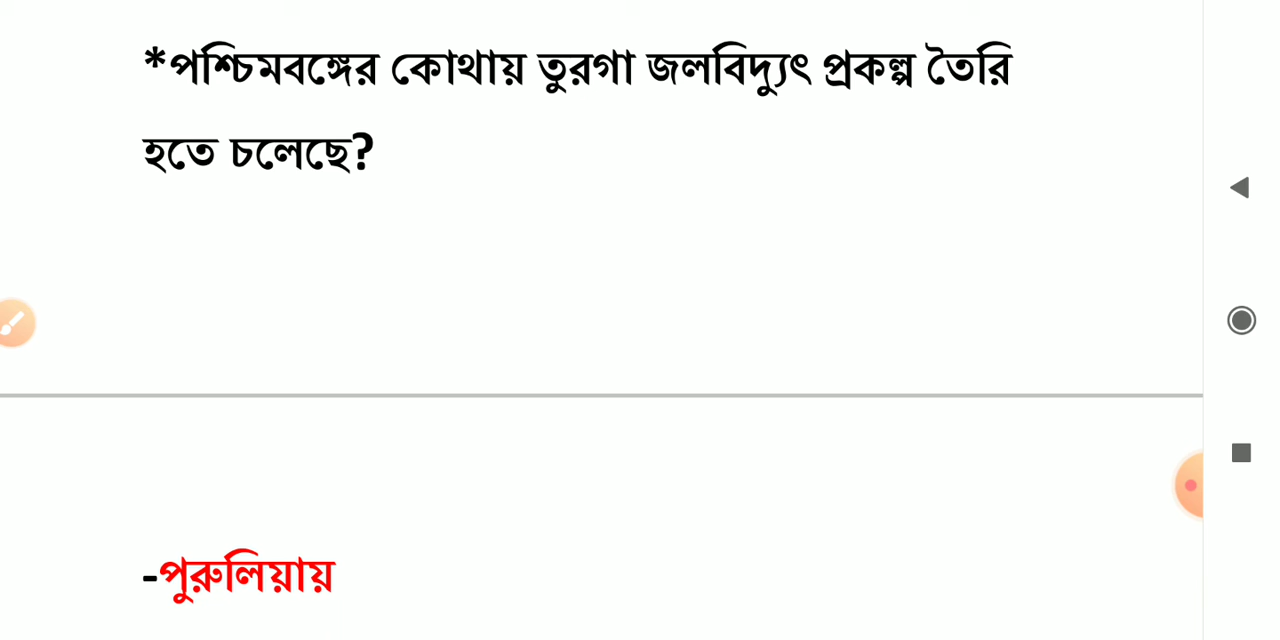 *পশ্চিমবঙ্গের কোথায় তুরগা জলবিদ্যুৎ প্রকল্প তৈরি
হতে চলেছে?
-পুরুলিয়ায়